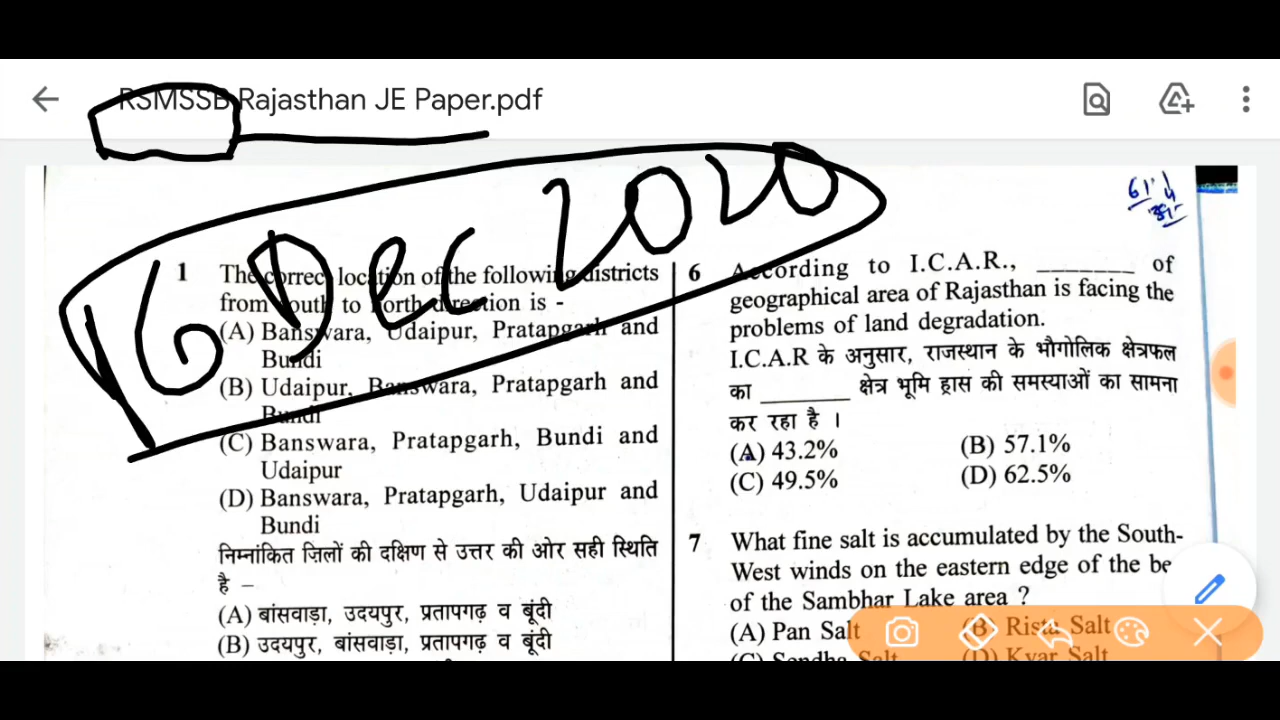 RSMSSB Rajasthan JE Paper.pdf
16 Dec 2020
1 The correct location of the following districts
from South to North direction is -
(A) Banswara, Udaipur, Pratapgarh and
Bundi
(B) Udaipur, Banswara, Pratapgarh and
Bundi
(C) Banswara, Pratapgarh, Bundi and
Udaipur
(D) Banswara, Pratapgarh, Udaipur and
Bundi
निम्नांकित ज़िलों की दक्षिण से उत्तर की ओर सही स्थिति
है –
(A) बांसवाड़ा, उदयपुर, प्रतापगढ़ व बूंदी
(B) उदयपुर, बांसवाड़ा, प्रतापगढ़ व बूंदी
6 According to I.C.A.R., ________ of
geographical area of Rajasthan is facing the
problems of land degradation.
I.C.A.R के अनुसार, राजस्थान के भौगोलिक क्षेत्रफल
का ________ क्षेत्र भूमि ह्रास की समस्याओं का सामना
कर रहा है ।
(A) 43.2% (B) 57.1%
(C) 49.5% (D) 62.5%
7 What fine salt is accumulated by the South-
West winds on the eastern edge of the
of the Sambhar Lake area ?
(A) Pan Salt (B) Rista Salt
(C) Sondha Salt (D) Kyar Salt